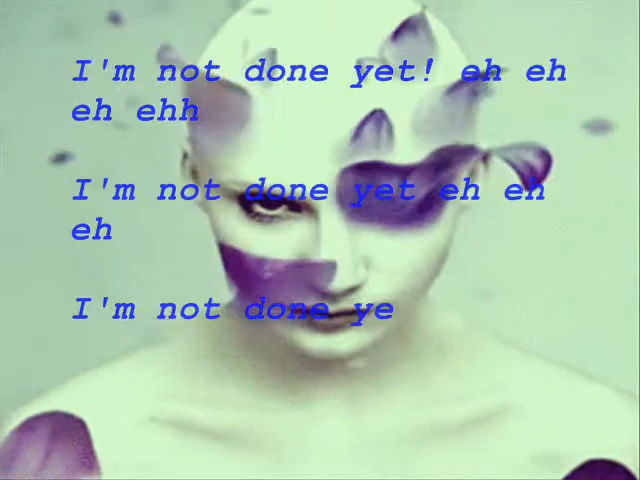 I'm not done yet! eh eh
eh ehh
I'm not done yet eh eh
eh
I'm not done ye